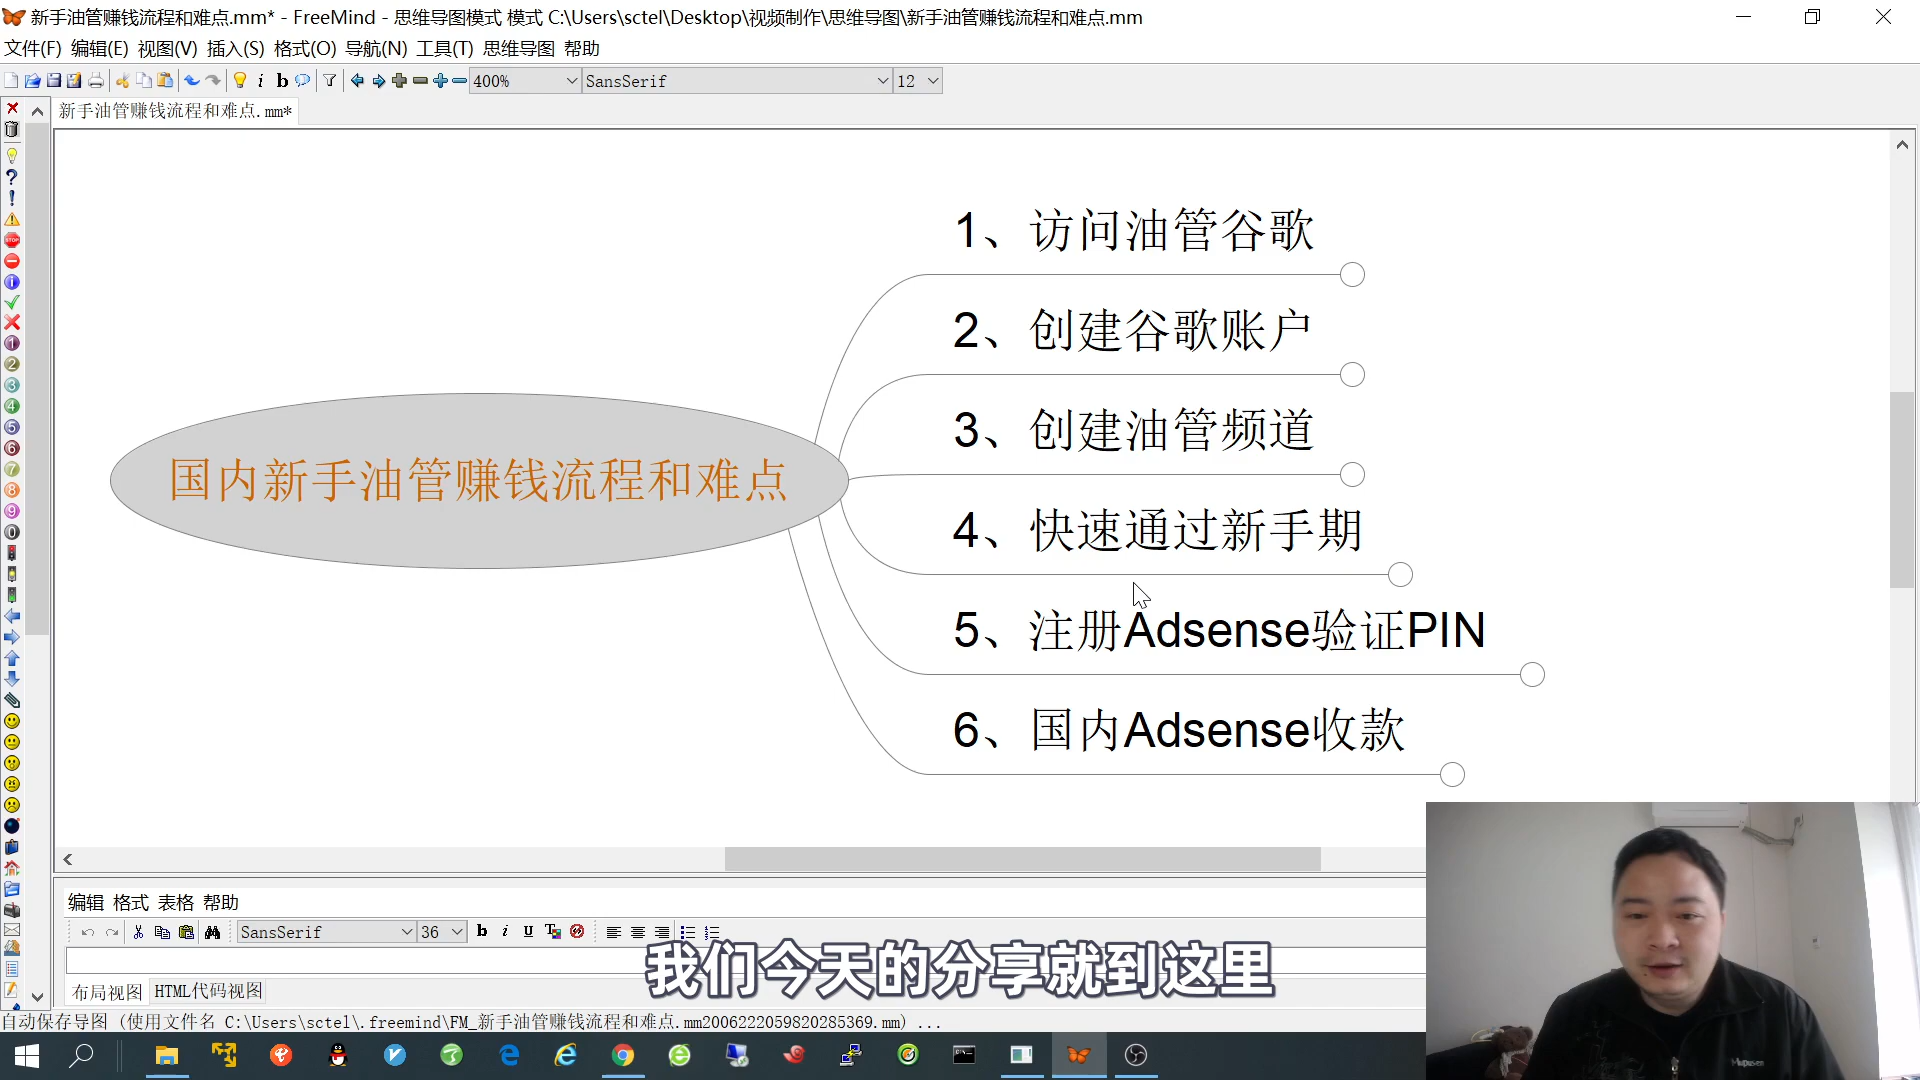 新手油管赚钱流程和难点.mm* - FreeMind - 思维导图模式 模式 C:\Users\sctel\Desktop\视频制作\思维导图\新手油管赚钱流程和难点.mm
文件(F) 编辑(E) 视图(V) 插入(S) 格式(O) 导航(N) 工具(T) 思维导图 帮助
400% SansSerif 12
新手油管赚钱流程和难点.mm*
1、访问油管谷歌
2、创建谷歌账户
3、创建油管频道
国内新手油管赚钱流程和难点
4、快速通过新手期
5、注册Adsense验证PIN
6、国内Adsense收款
编辑 格式 表格 帮助
SansSerif 36
我们今天的分享就到这里
布局视图 HTML代码视图
自动保存导图 (使用文件名 C:\Users\sctel\.freemind\FM_新手油管赚钱流程和难点.mm2006222059820285369.mm) ...